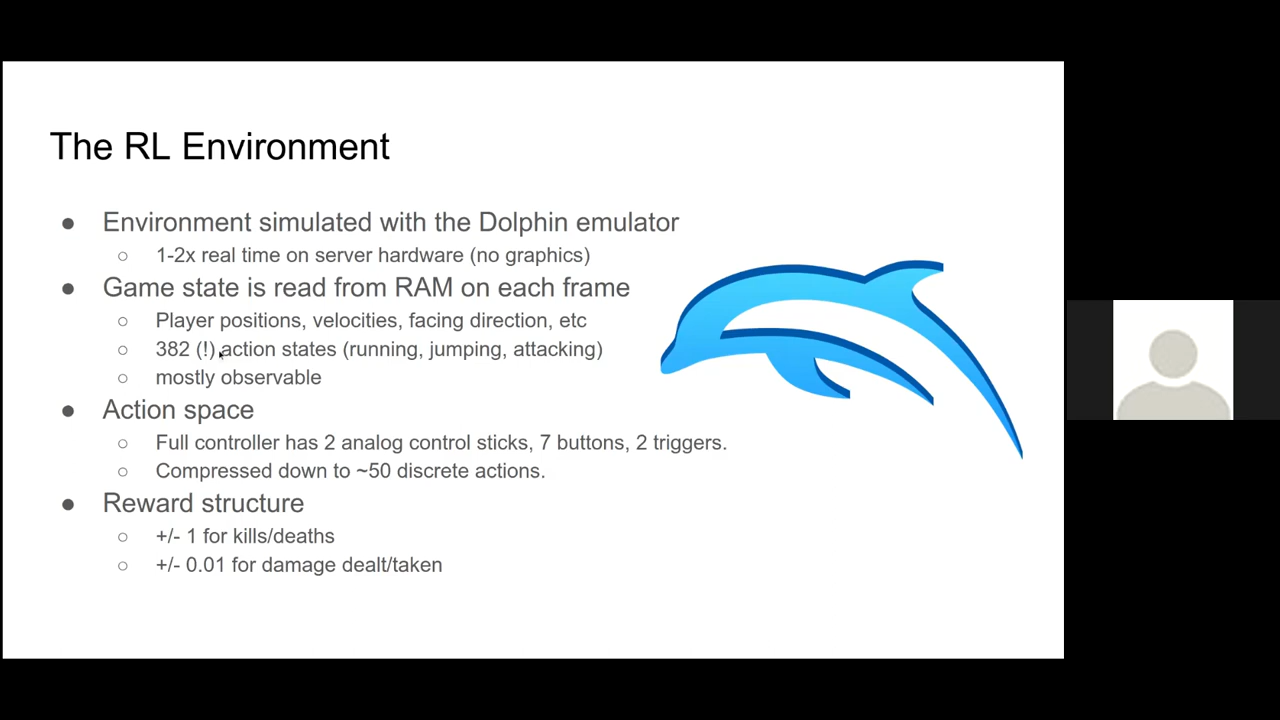 The RL Environment
● Environment simulated with the Dolphin emulator
○ 1-2x real time on server hardware (no graphics)
● Game state is read from RAM on each frame
○ Player positions, velocities, facing direction, etc
○ 382 (!) action states (running, jumping, attacking)
○ mostly observable
● Action space
○ Full controller has 2 analog control sticks, 7 buttons, 2 triggers.
○ Compressed down to ~50 discrete actions.
● Reward structure
○ +/- 1 for kills/deaths
○ +/- 0.01 for damage dealt/taken